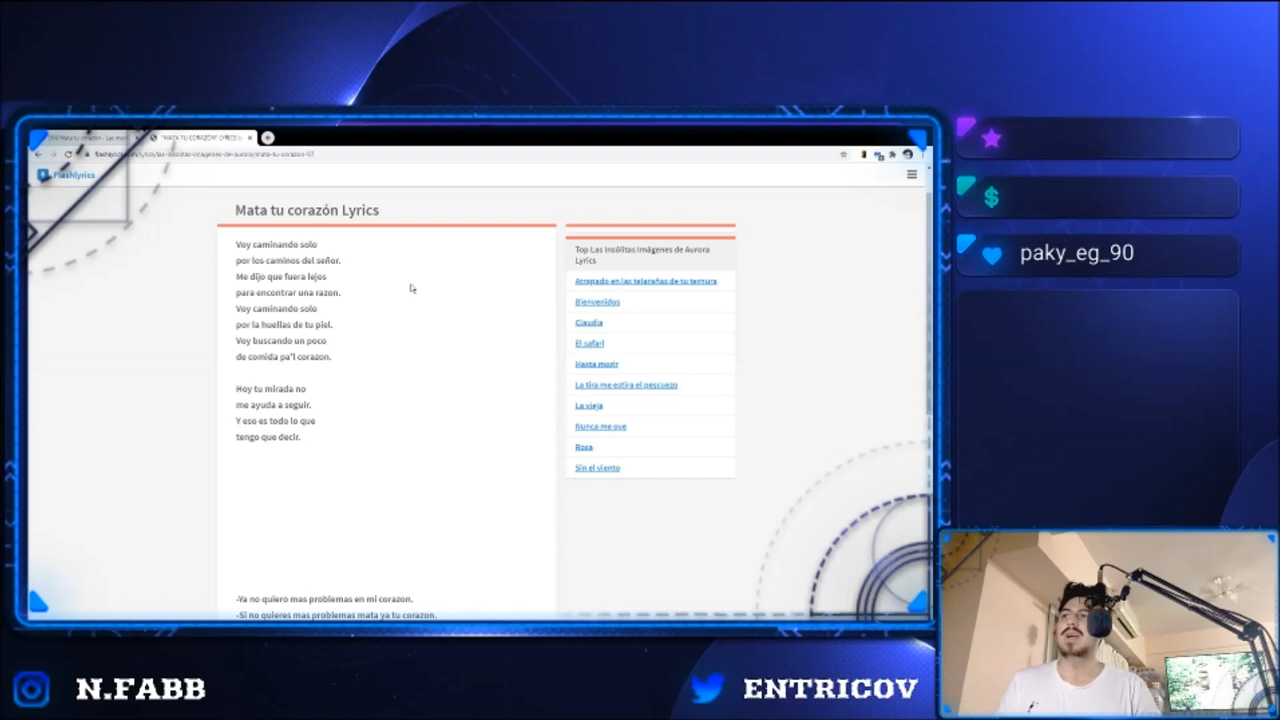 "MATA TU CORAZÓN" LYRICS
Flashlyrics
Mata tu corazón Lyrics
Voy caminando solo
por los caminos del señor.
Me dijo que fuera lejos
para encontrar una razon.
Voy caminando solo
por la huellas de tu piel.
Voy buscando un poco
de comida pa'l corazon.
Hoy tu mirada no
me ayuda a seguir.
Y eso es todo lo que
tengo que decir.
-Ya no quiero mas problemas en mi corazon.
-Si no quieres mas problemas mata ya tu corazon.
Top Las Insólitas Imágenes de Aurora
Lyrics
Atrapado en las telarañas de tu ternura
Bienvenidos
Claudia
El safari
Hasta morir
La tira me estira el pescuezo
La vieja
Nunca me oye
Rosa
Sin el viento
$
paky_eg_90
N.FABB
ENTRICOV